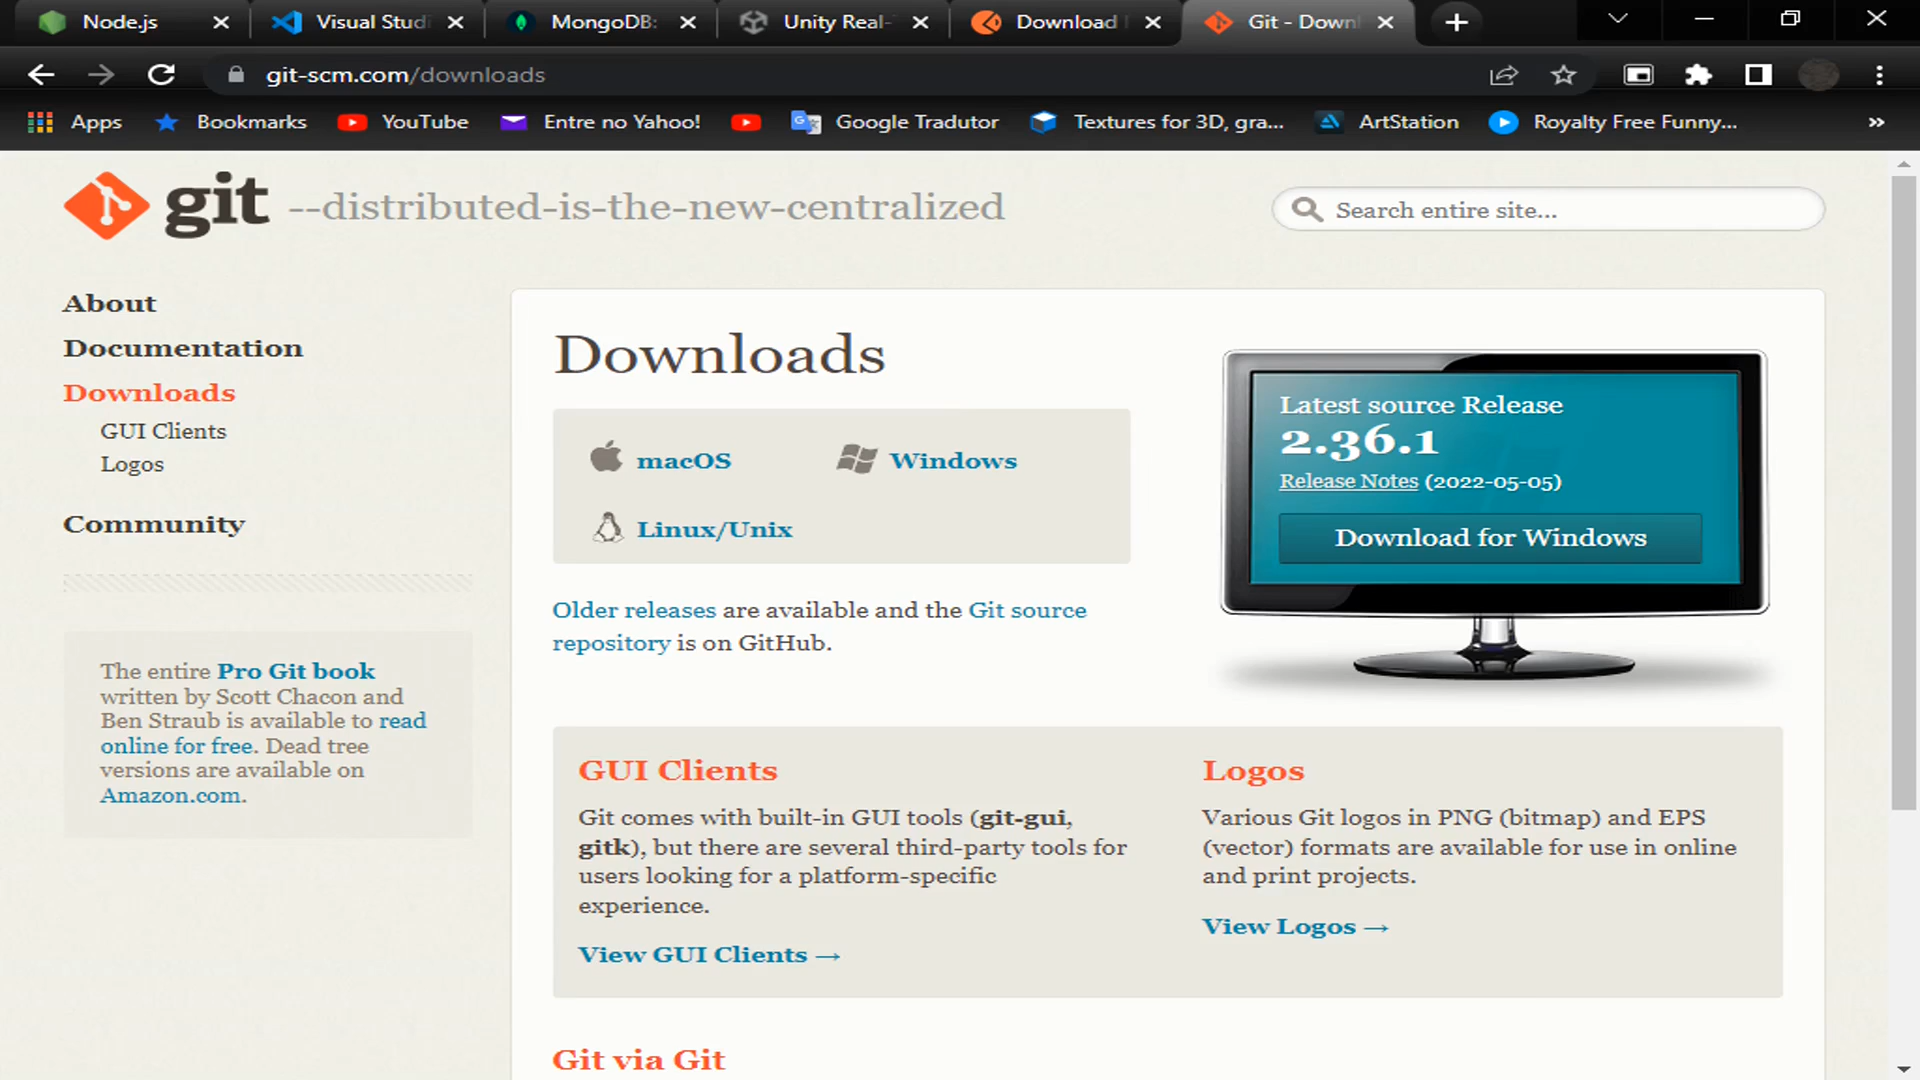 Node.js
Visual Studi
MongoDB:
Unity Real-
Download
Git - Down
git-scm.com/downloads
Apps
Bookmarks
YouTube
Entre no Yahoo!
Google Tradutor
Textures for 3D, gra...
ArtStation
Royalty Free Funny...
»
git --distributed-is-the-new-centralized
Search entire site...
About
Documentation
Downloads
GUI Clients
Logos
Community
The entire Pro Git book
written by Scott Chacon and
Ben Straub is available to read
online for free. Dead tree
versions are available on
Amazon.com.
Downloads
macOS
Windows
Linux/Unix
Older releases are available and the Git source
repository is on GitHub.
Latest source Release
2.36.1
Release Notes (2022-05-05)
Download for Windows
GUI Clients
Git comes with built-in GUI tools (git-gui,
gitk), but there are several third-party tools for
users looking for a platform-specific
experience.
View GUI Clients →
Logos
Various Git logos in PNG (bitmap) and EPS
(vector) formats are available for use in online
and print projects.
View Logos →
Git via Git